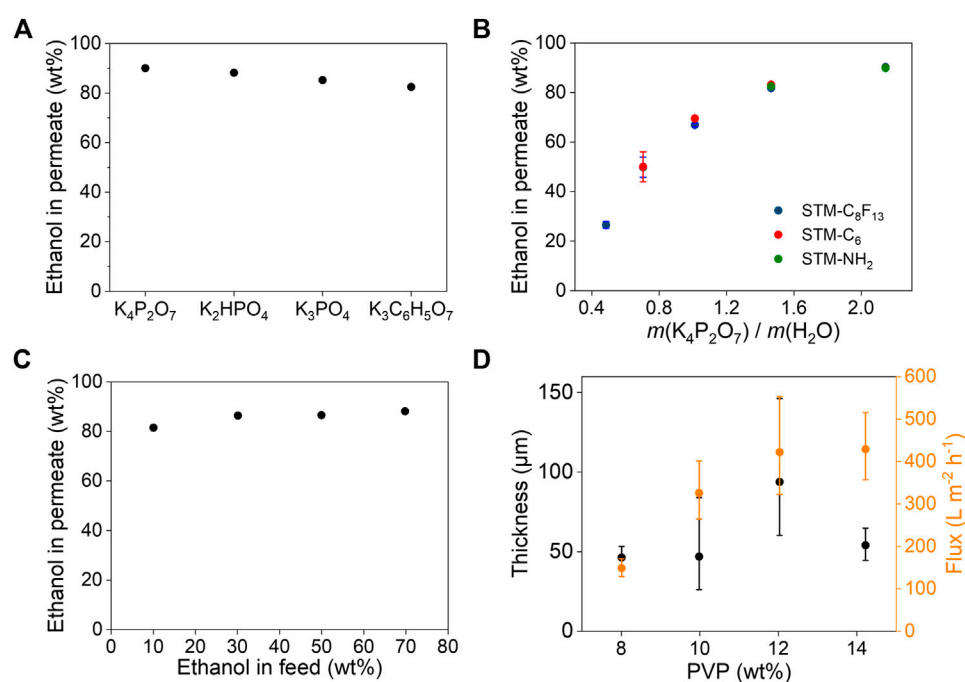 A
Ethanol in permeate (wt%)
100
80
60
40
20
0
K₄P₂O₇ K₂HPO₄ K₃PO₄ K₃C₆H₅O₇
B
Ethanol in permeate (wt%)
100
80
60
40
20
0
STM-C₈F₁₃
STM-C₆
STM-NH₂
0.4 0.8 1.2 1.6 2.0
m(K₄P₂O₇) / m(H₂O)
C
Ethanol in permeate (wt%)
100
80
60
40
20
0
0 10 20 30 40 50 60 70 80
Ethanol in feed (wt%)
D
Thickness (µm)
150
100
50
0
8 10 12 14
PVP (wt%)
600
500
400
300
200
100
0
Flux (L m⁻² h⁻¹)